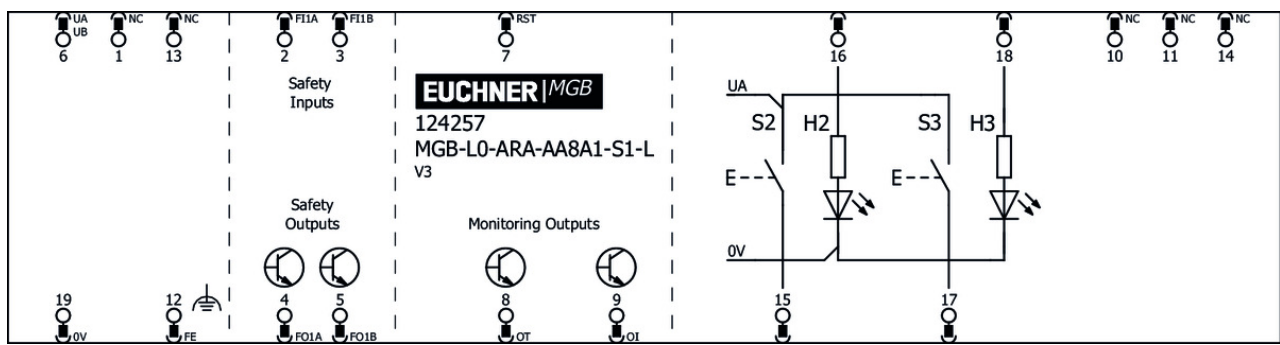 UA NC NC FI1A FI1B RST NC NC NC
UB
6 1 13 2 3 7 16 18 10 11 14
Safety
Inputs
EUCHNER MGB
124257
MGB-L0-ARA-AA8A1-S1-L
V3
UA
S2 H2 S3 H3
E E
Safety
Outputs
Monitoring Outputs
0V
19 12 4 5 8 9 15 17
0V FE FO1A FO1B OT OI